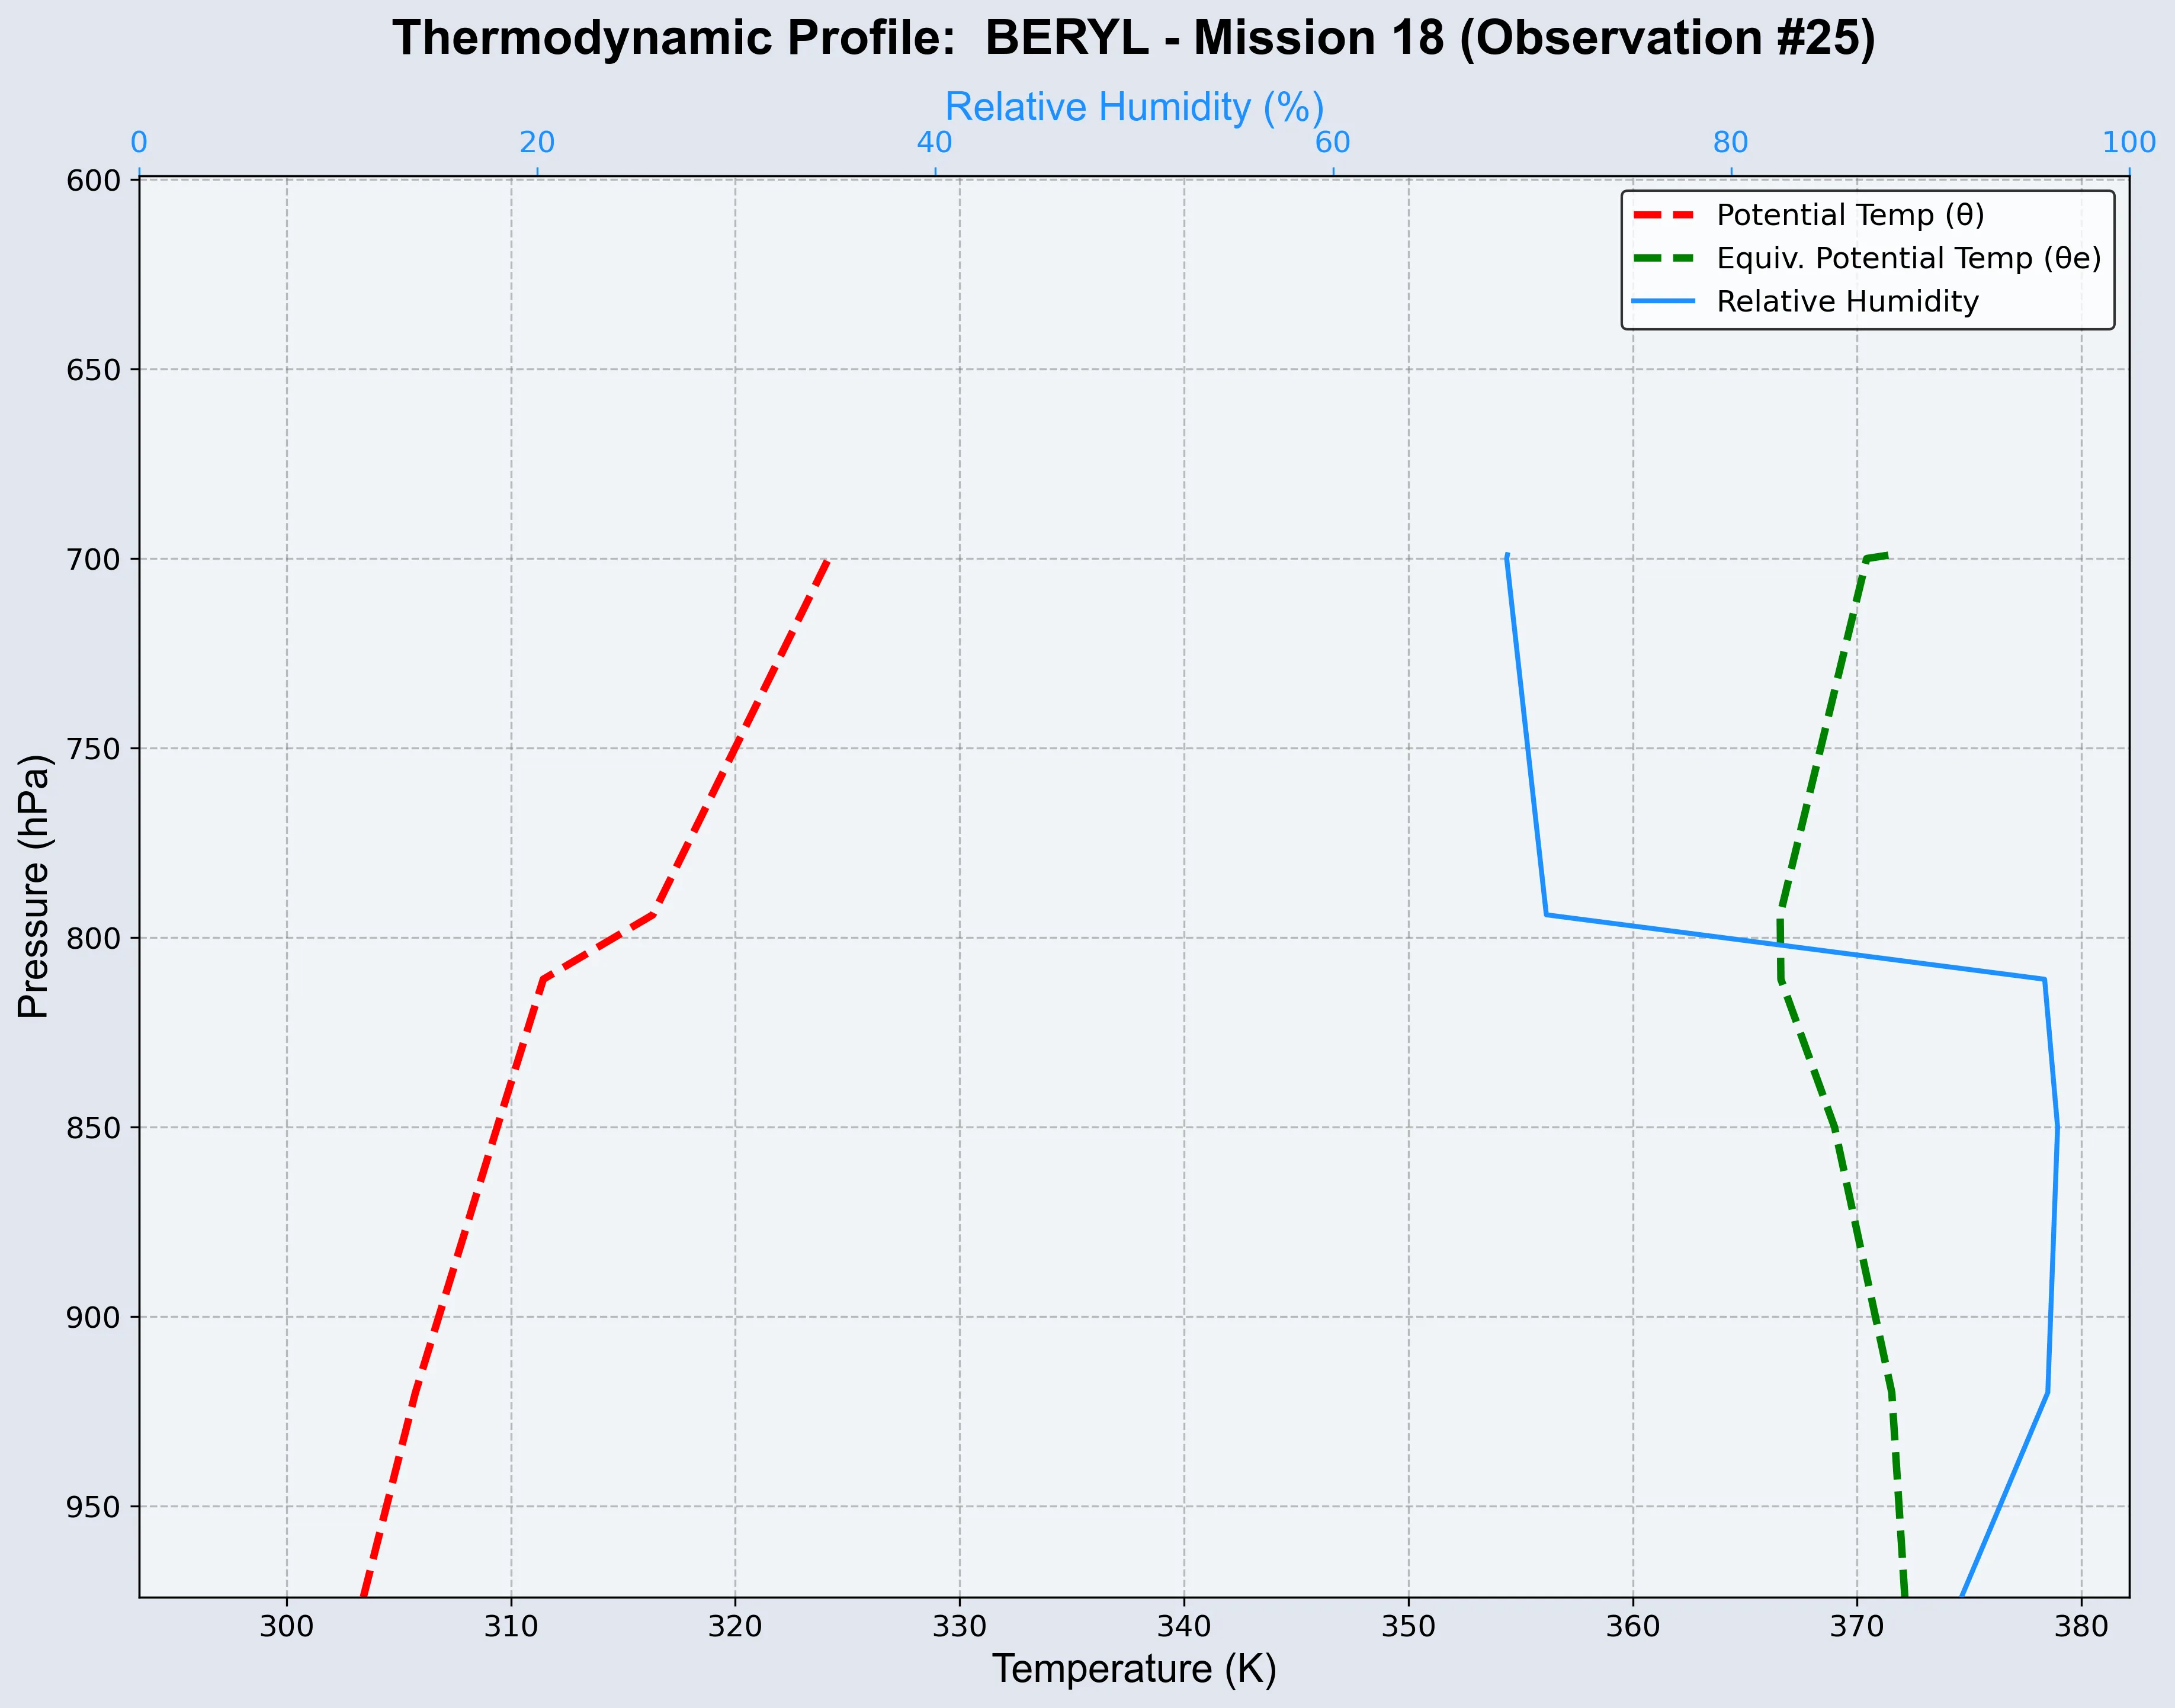 Thermodynamic Profile:  BERYL - Mission 18 (Observation #25)
Relative Humidity (%)
0 20 40 60 80 100
Potential Temp (θ)
Equiv. Potential Temp (θe)
Relative Humidity
Pressure (hPa)
600
650
700
750
800
850
900
950
300 310 320 330 340 350 360 370 380
Temperature (K)